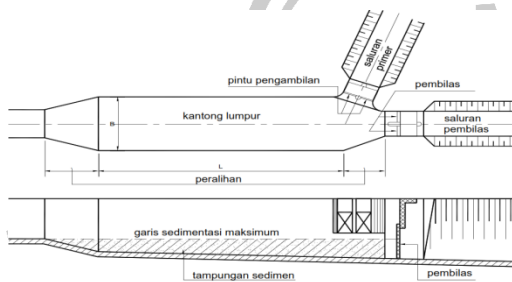 saluran
primer
pintu pengambilan
pembilas
kantong lumpur
B
saluran
pembilas
L
peralihan
garis sedimentasi maksimum
tampungan sedimen
pembilas